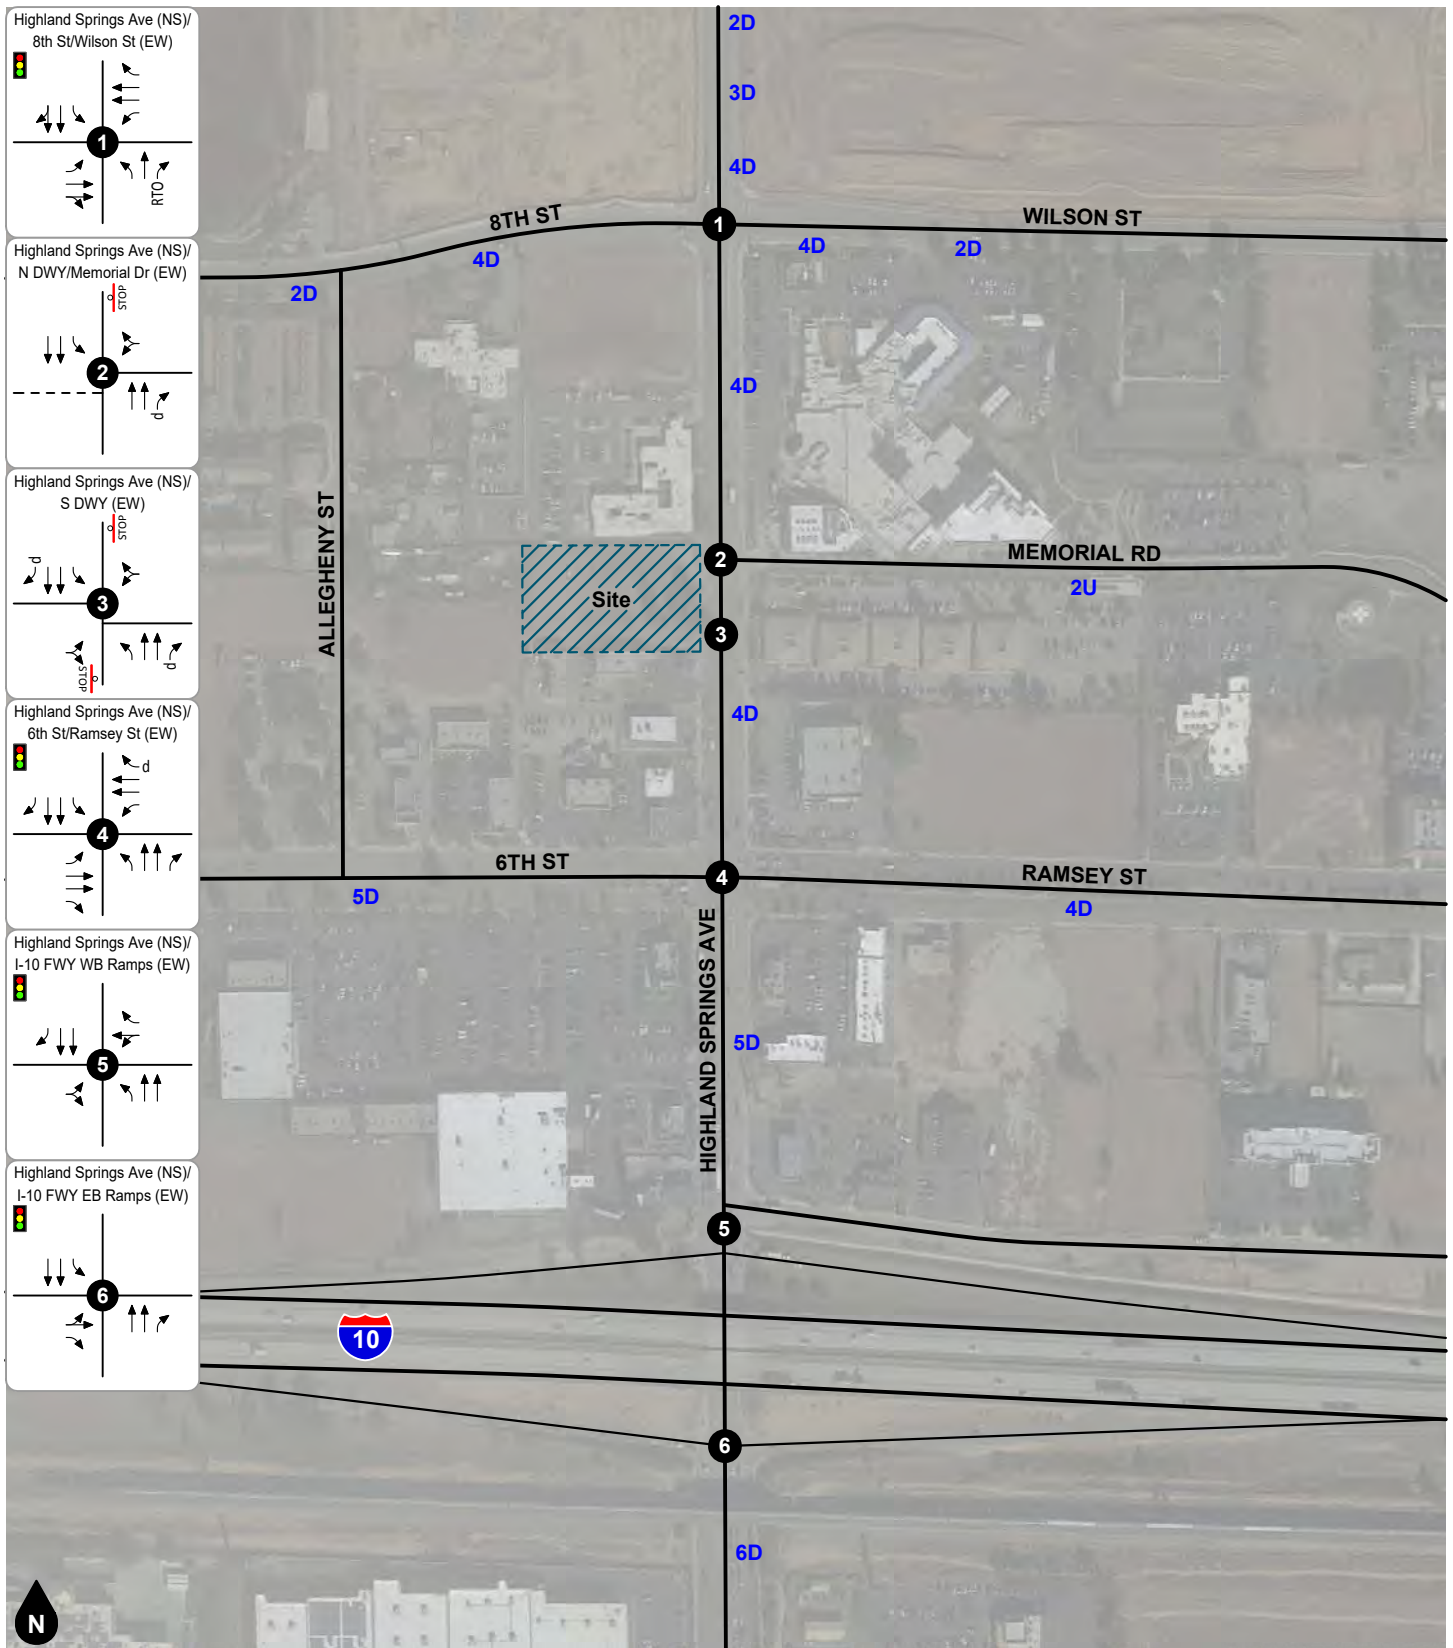 Highland Springs Ave (NS)/
8th St/Wilson St (EW)
1
RTO
Highland Springs Ave (NS)/
N DWY/Memorial Dr (EW)
STOP
2
d
Highland Springs Ave (NS)/
S DWY (EW)
STOP
d
3
d
STOP
Highland Springs Ave (NS)/
6th St/Ramsey St (EW)
d
4
Highland Springs Ave (NS)/
I-10 FWY WB Ramps (EW)
5
Highland Springs Ave (NS)/
I-10 FWY EB Ramps (EW)
6
2D
3D
4D
8TH ST
1
WILSON ST
4D
2D
4D
2D
4D
ALLEGHENY ST
2
MEMORIAL RD
2U
Site
3
4D
6TH ST
4
RAMSEY ST
5D
4D
HIGHLAND SPRINGS AVE
5D
5
10
6
6D
N